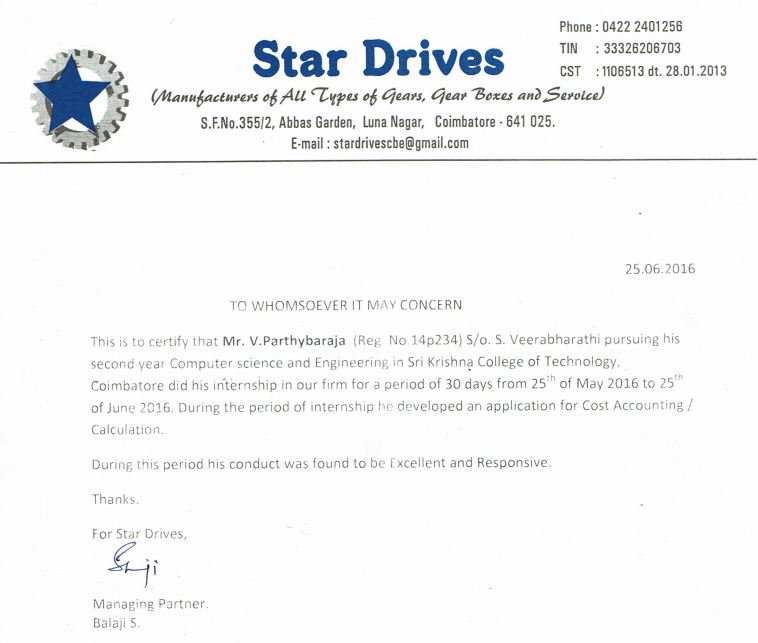 Star Drives
Phone : 0422 2401256
TIN : 33326206703
CST : 1106513 dt. 28.01.2013
(Manufacturers of All Types of Gears, Gear Boxes and Service)
S.F.No.355/2, Abbas Garden, Luna Nagar, Coimbatore - 641 025.
E-mail : stardrivescbe@gmail.com
25.06.2016
TO WHOMSOEVER IT MAY CONCERN
This is to certify that Mr. V.Parthybaraja (Reg. No.14p234) S/o. S. Veerabharathi pursuing his
second year Computer science and Engineering in Sri Krishna College of Technology,
Coimbatore did his internship in our firm for a period of 30 days from 25th of May 2016 to 25th
of June 2016. During the period of internship he developed an application for Cost Accounting /
Calculation.
During this period his conduct was found to be Excellent and Responsive.
Thanks.
For Star Drives,
Managing Partner.
Balaji S.